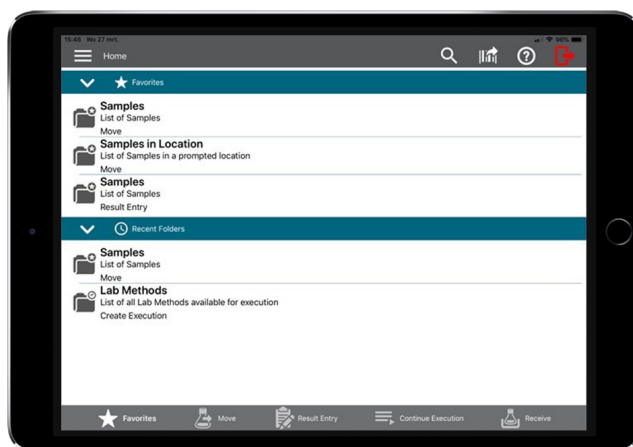 15:46 Wo 27 mrt.
96%
Home
Favorites
Samples
List of Samples
Move
Samples in Location
List of Samples in a prompted location
Move
Samples
List of Samples
Result Entry
Recent Folders
Samples
List of Samples
Move
Lab Methods
List of all Lab Methods available for execution
Create Execution
Favorites Move Result Entry Continue Execution Receive